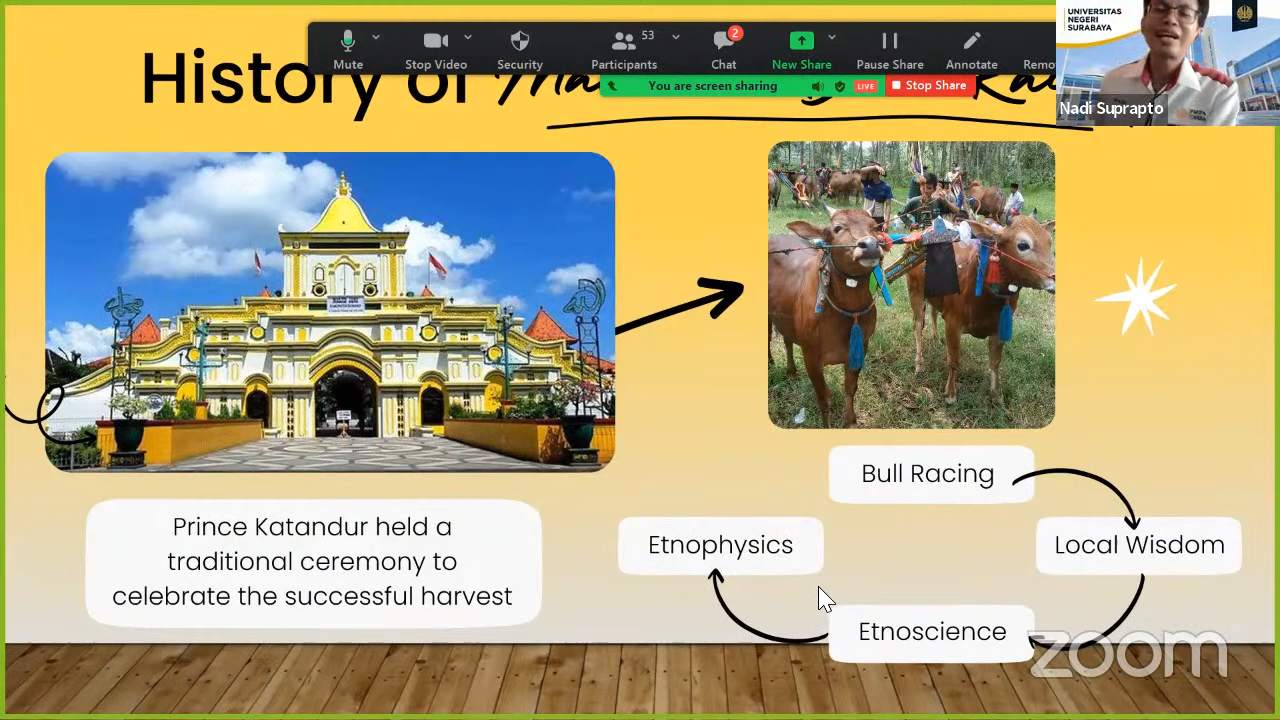 UNIVERSITAS
NEGERI
SURABAYA
Mute
Stop Video
Security
53
Participants
2
Chat
New Share
Pause Share
Annotate
You are screen sharing
LIVE
Stop Share
Nadi Suprapto
History of
Prince Katandur held a
traditional ceremony to
celebrate the successful harvest
Bull Racing
Etnophysics
Local Wisdom
Etnoscience
zoom